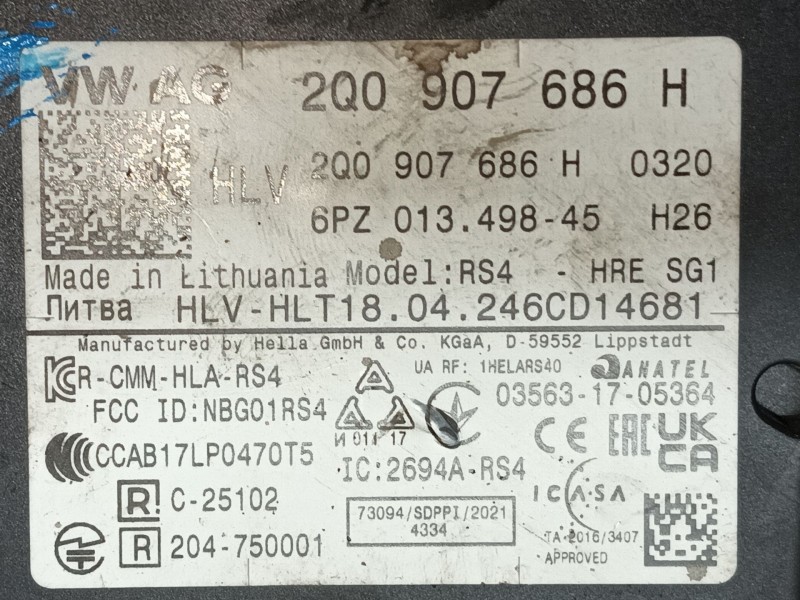 VW AG 2Q0 907 686 H
HLV 2Q0 907 686 H 0320
6PZ 013.498-45 H26
Made in Lithuania Model:RS4 - HRE SG1
Литва HLV-HLT18.04.246CD14681
Manufactured by Hella GmbH & Co. KGaA, D-59552 Lippstadt
R-CMM-HLA-RS4
UA RF: 1HELARS40
ANATEL
03563-17-05364
FCC ID:NBG01RS4
И 011 17
CE EAC UK CA
CCAB17LP0470T5
IC:2694A-RS4
R C-25102
ICASA
73094/SDPPI/2021
4334
R 204-750001
TA-2016/3407
APPROVED